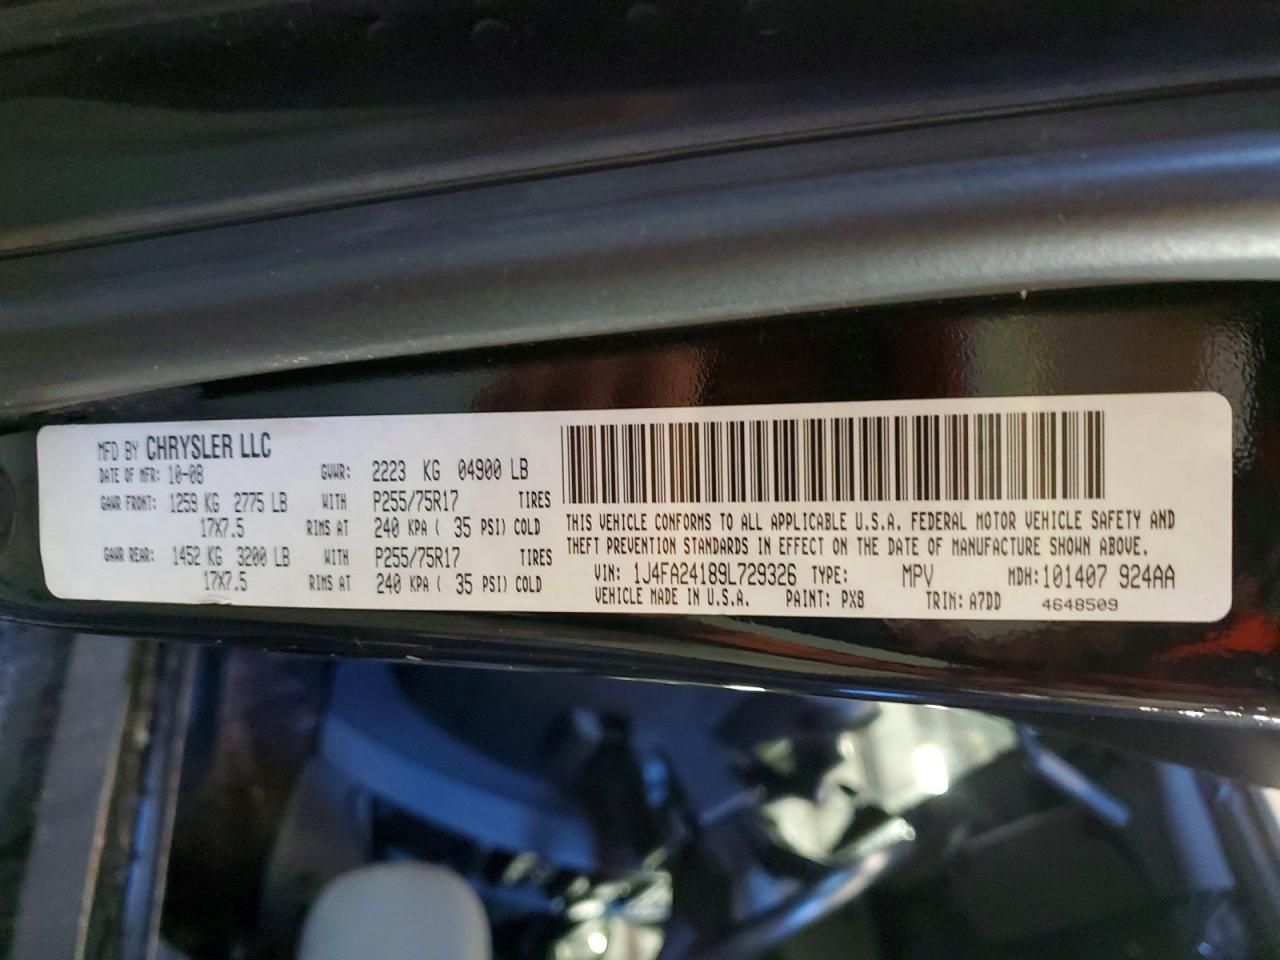 MFD BY CHRYSLER LLC
DATE OF MFR: 10-08 GVWR: 2223 KG 04900 LB
GAWR FRONT: 1259 KG 2775 LB WITH P255/75R17 TIRES
17X7.5 RIMS AT 240 KPA ( 35 PSI) COLD
GAWR REAR: 1452 KG 3200 LB WITH P255/75R17 TIRES
17X7.5 RIMS AT 240 KPA ( 35 PSI) COLD
THIS VEHICLE CONFORMS TO ALL APPLICABLE U.S.A. FEDERAL MOTOR VEHICLE SAFETY AND
THEFT PREVENTION STANDARDS IN EFFECT ON THE DATE OF MANUFACTURE SHOWN ABOVE.
VIN: 1J4FA24189L729326 TYPE: MPV MDH: 101407 924AA
VEHICLE MADE IN U.S.A. PAINT: PX8 TRIM: A7DD 4648509